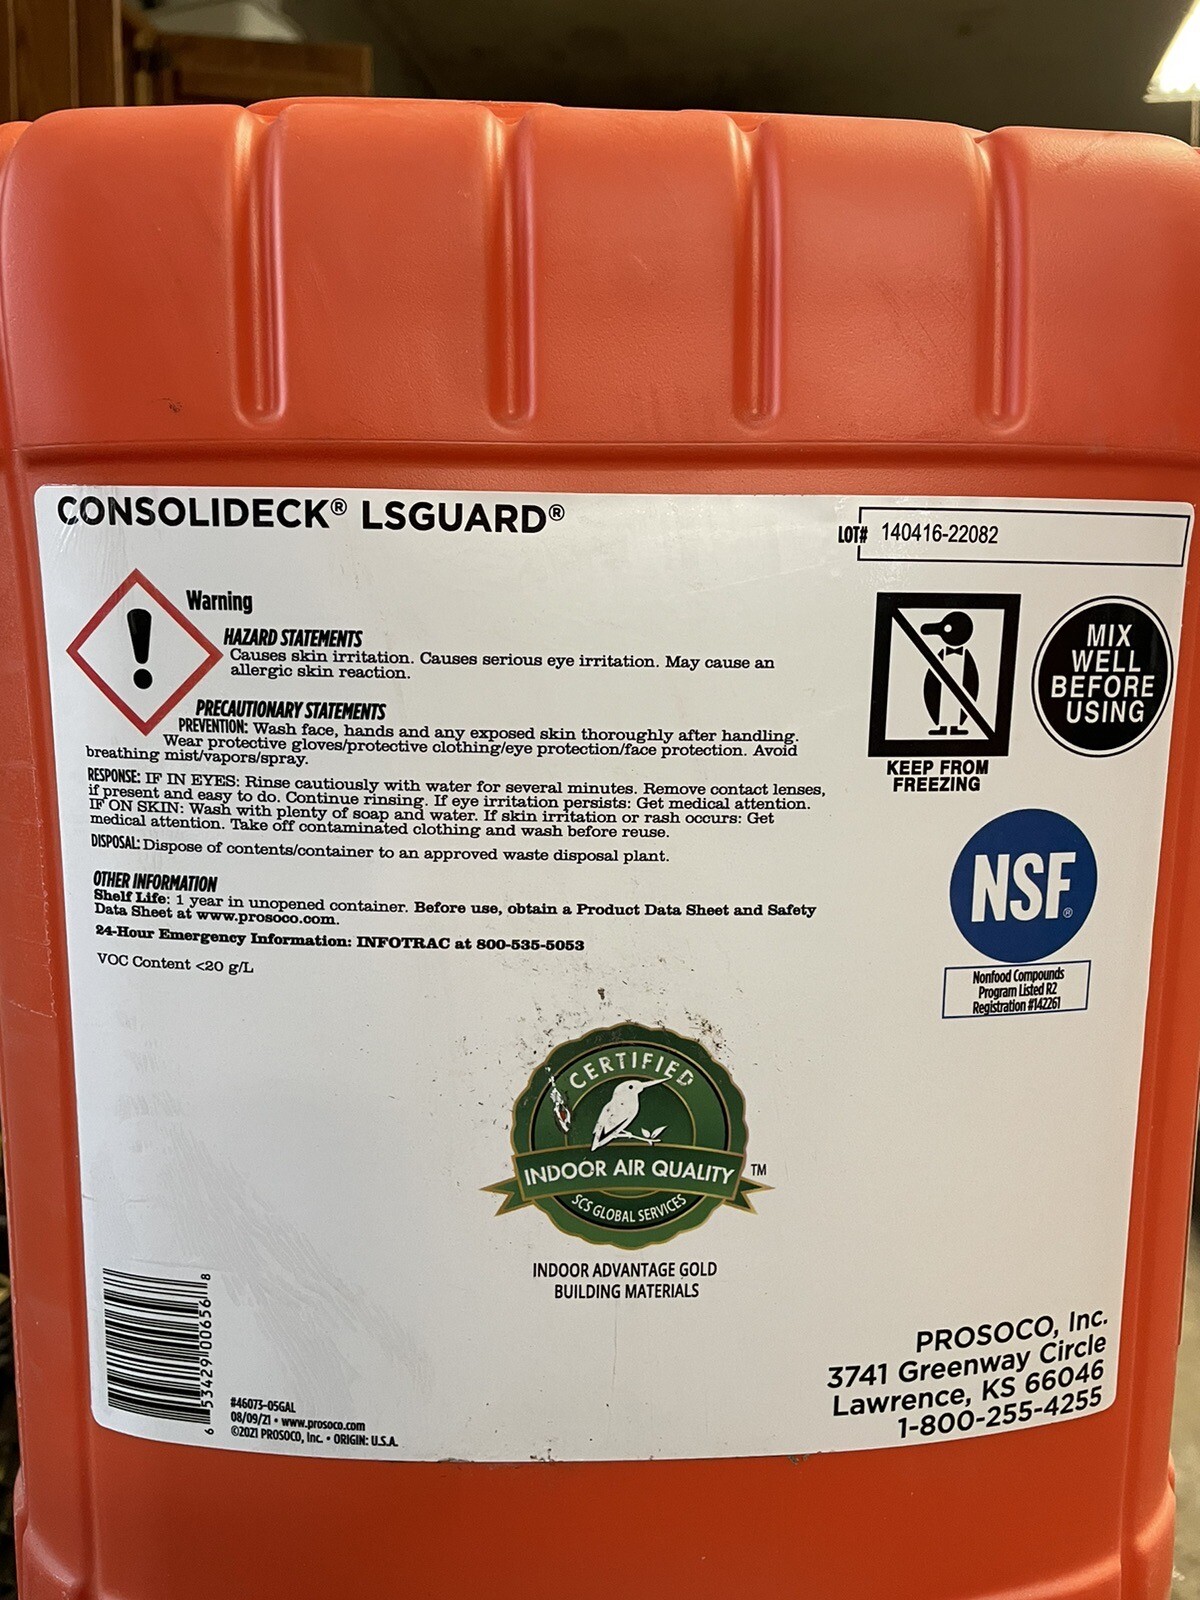 CONSOLIDECK® LSGUARD®
LOT# 140416-22082
Warning
HAZARD STATEMENTS
Causes skin irritation. Causes serious eye irritation. May cause an
allergic skin reaction.
PRECAUTIONARY STATEMENTS
PREVENTION: Wash face, hands and any exposed skin thoroughly after handling.
Wear protective gloves/protective clothing/eye protection/face protection. Avoid
breathing mist/vapors/spray.
RESPONSE: IF IN EYES: Rinse cautiously with water for several minutes. Remove contact lenses,
if present and easy to do. Continue rinsing. If eye irritation persists: Get medical attention.
IF ON SKIN: Wash with plenty of soap and water. If skin irritation or rash occurs: Get
medical attention. Take off contaminated clothing and wash before reuse.
DISPOSAL: Dispose of contents/container to an approved waste disposal plant.
OTHER INFORMATION
Shelf Life: 1 year in unopened container. Before use, obtain a Product Data Sheet and Safety
Data Sheet at www.prosoco.com.
24-Hour Emergency Information: INFOTRAC at 800-535-5053
VOC Content <20 g/L
KEEP FROM
FREEZING
MIX
WELL
BEFORE
USING
NSF®
Nonfood Compounds
Program Listed R2
Registration #142261
CERTIFIED
INDOOR AIR QUALITY™
SCS GLOBAL SERVICES
INDOOR ADVANTAGE GOLD
BUILDING MATERIALS
6 53429 00656 8
#46073-05GAL
08/09/21 • www.prosoco.com
©2021 PROSOCO, Inc. • ORIGIN: U.S.A.
PROSOCO, Inc.
3741 Greenway Circle
Lawrence, KS 66046
1-800-255-4255